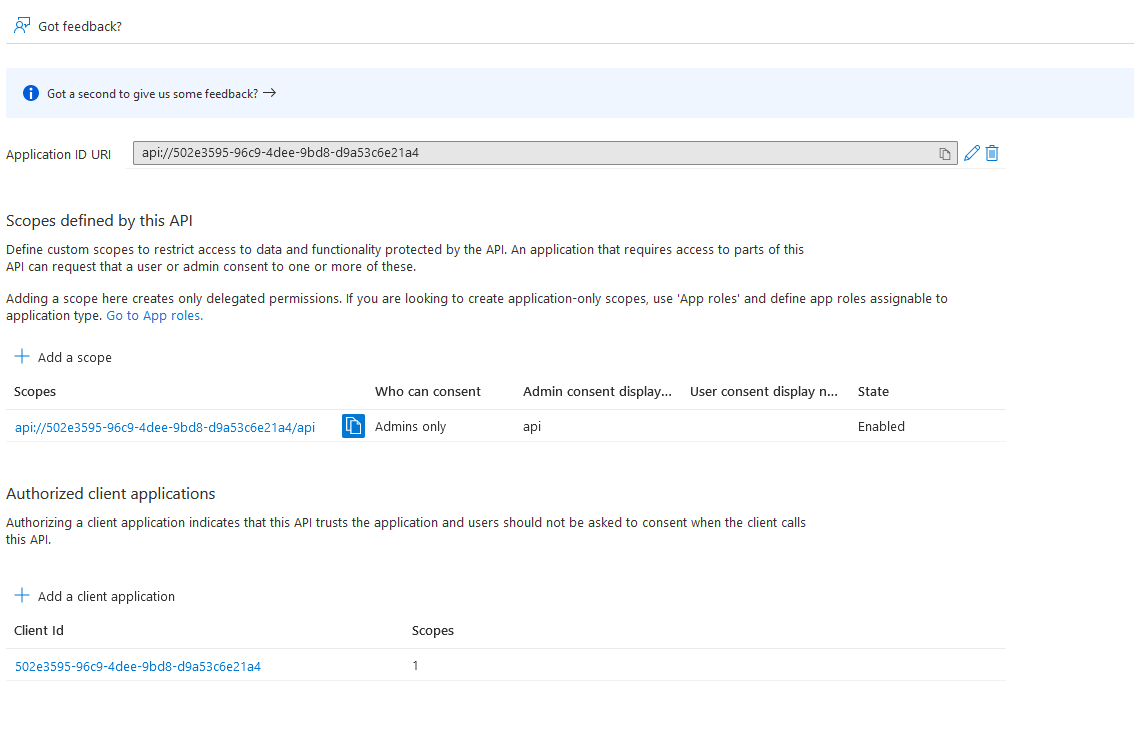 Got feedback?
Got a second to give us some feedback? →
Application ID URI
api://502e3595-96c9-4dee-9bd8-d9a53c6e21a4
Scopes defined by this API
Define custom scopes to restrict access to data and functionality protected by the API. An application that requires access to parts of this
API can request that a user or admin consent to one or more of these.
Adding a scope here creates only delegated permissions. If you are looking to create application-only scopes, use 'App roles' and define app roles assignable to
application type. Go to App roles.
Add a scope
Scopes Who can consent Admin consent display... User consent display n... State
api://502e3595-96c9-4dee-9bd8-d9a53c6e21a4/api Admins only api Enabled
Authorized client applications
Authorizing a client application indicates that this API trusts the application and users should not be asked to consent when the client calls
this API.
Add a client application
Client Id Scopes
502e3595-96c9-4dee-9bd8-d9a53c6e21a4 1